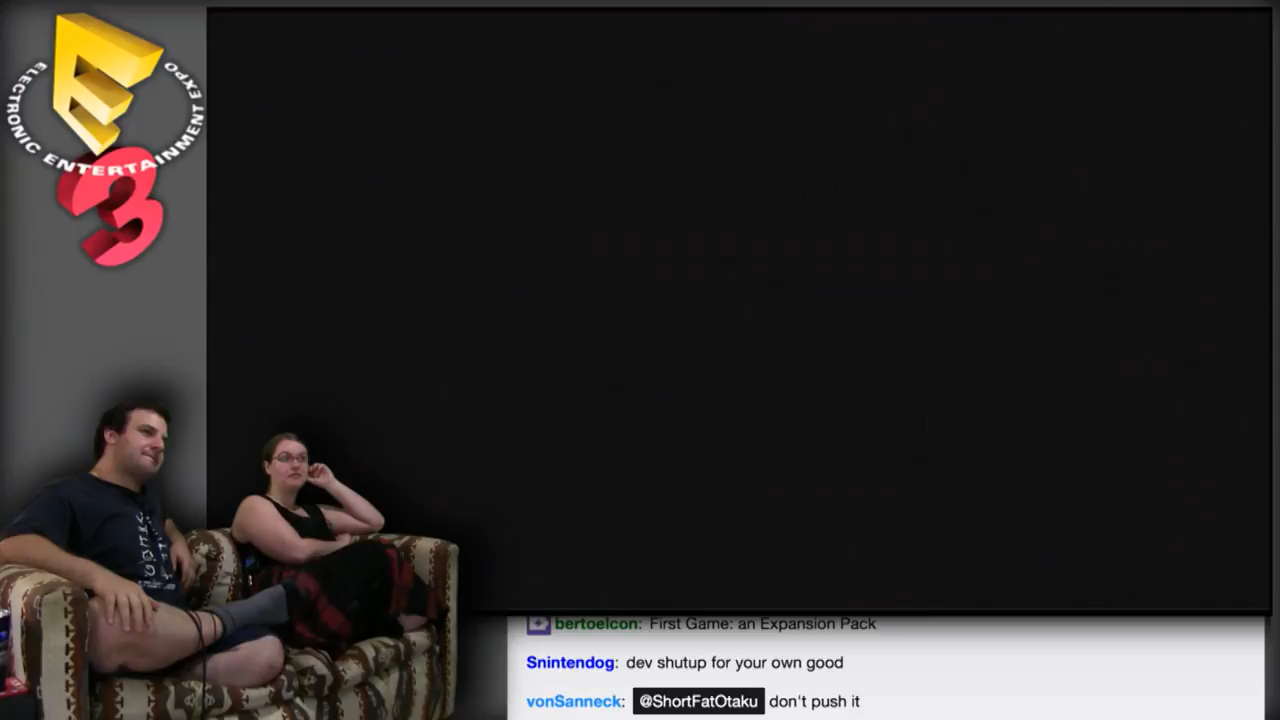 ELECTRONIC ENTERTAINMENT EXPO
E
3
bertoelcon: First Game: an Expansion Pack
Snintendog: dev shutup for your own good
vonSanneck: @ShortFatOtaku don't push it